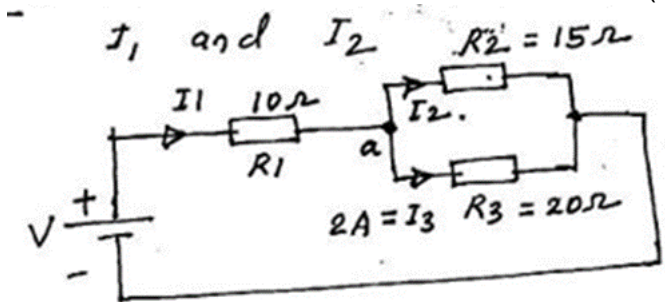 I₁ and I₂
R2 = 15Ω
I1 10Ω
I2.
a
R1
2A = I₃ R₃ = 20Ω
+
V
-